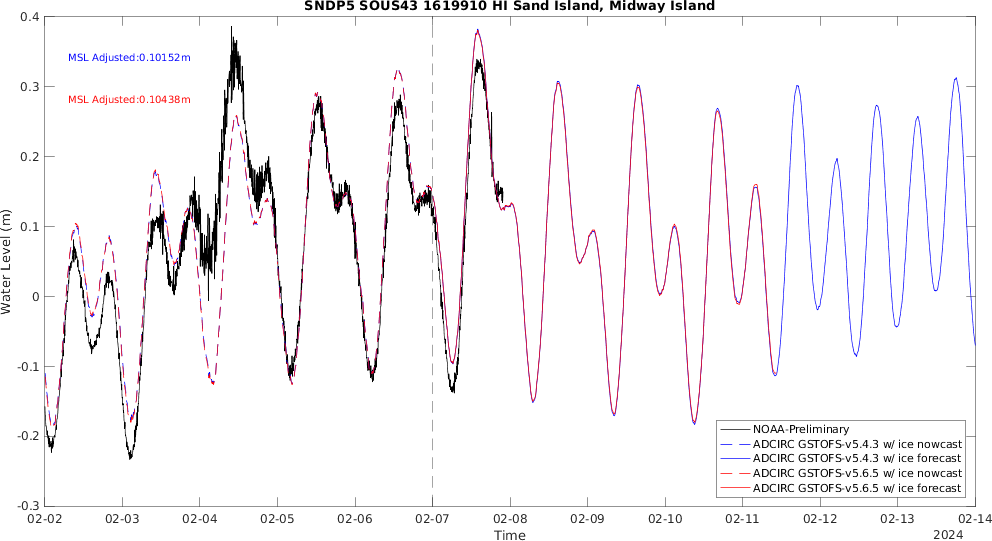 SNDP5 SOUS43 1619910 HI Sand Island, Midway Island
MSL Adjusted:0.10152m
MSL Adjusted:0.10438m
Water Level (m)
0.4
0.3
0.2
0.1
0
-0.1
-0.2
-0.3
NOAA-Preliminary
ADCIRC GSTOFS-v5.4.3 w/ ice nowcast
ADCIRC GSTOFS-v5.4.3 w/ ice forecast
ADCIRC GSTOFS-v5.6.5 w/ ice nowcast
ADCIRC GSTOFS-v5.6.5 w/ ice forecast
02-02 02-03 02-04 02-05 02-06 02-07 02-08 02-09 02-10 02-11 02-12 02-13 02-14
Time
2024